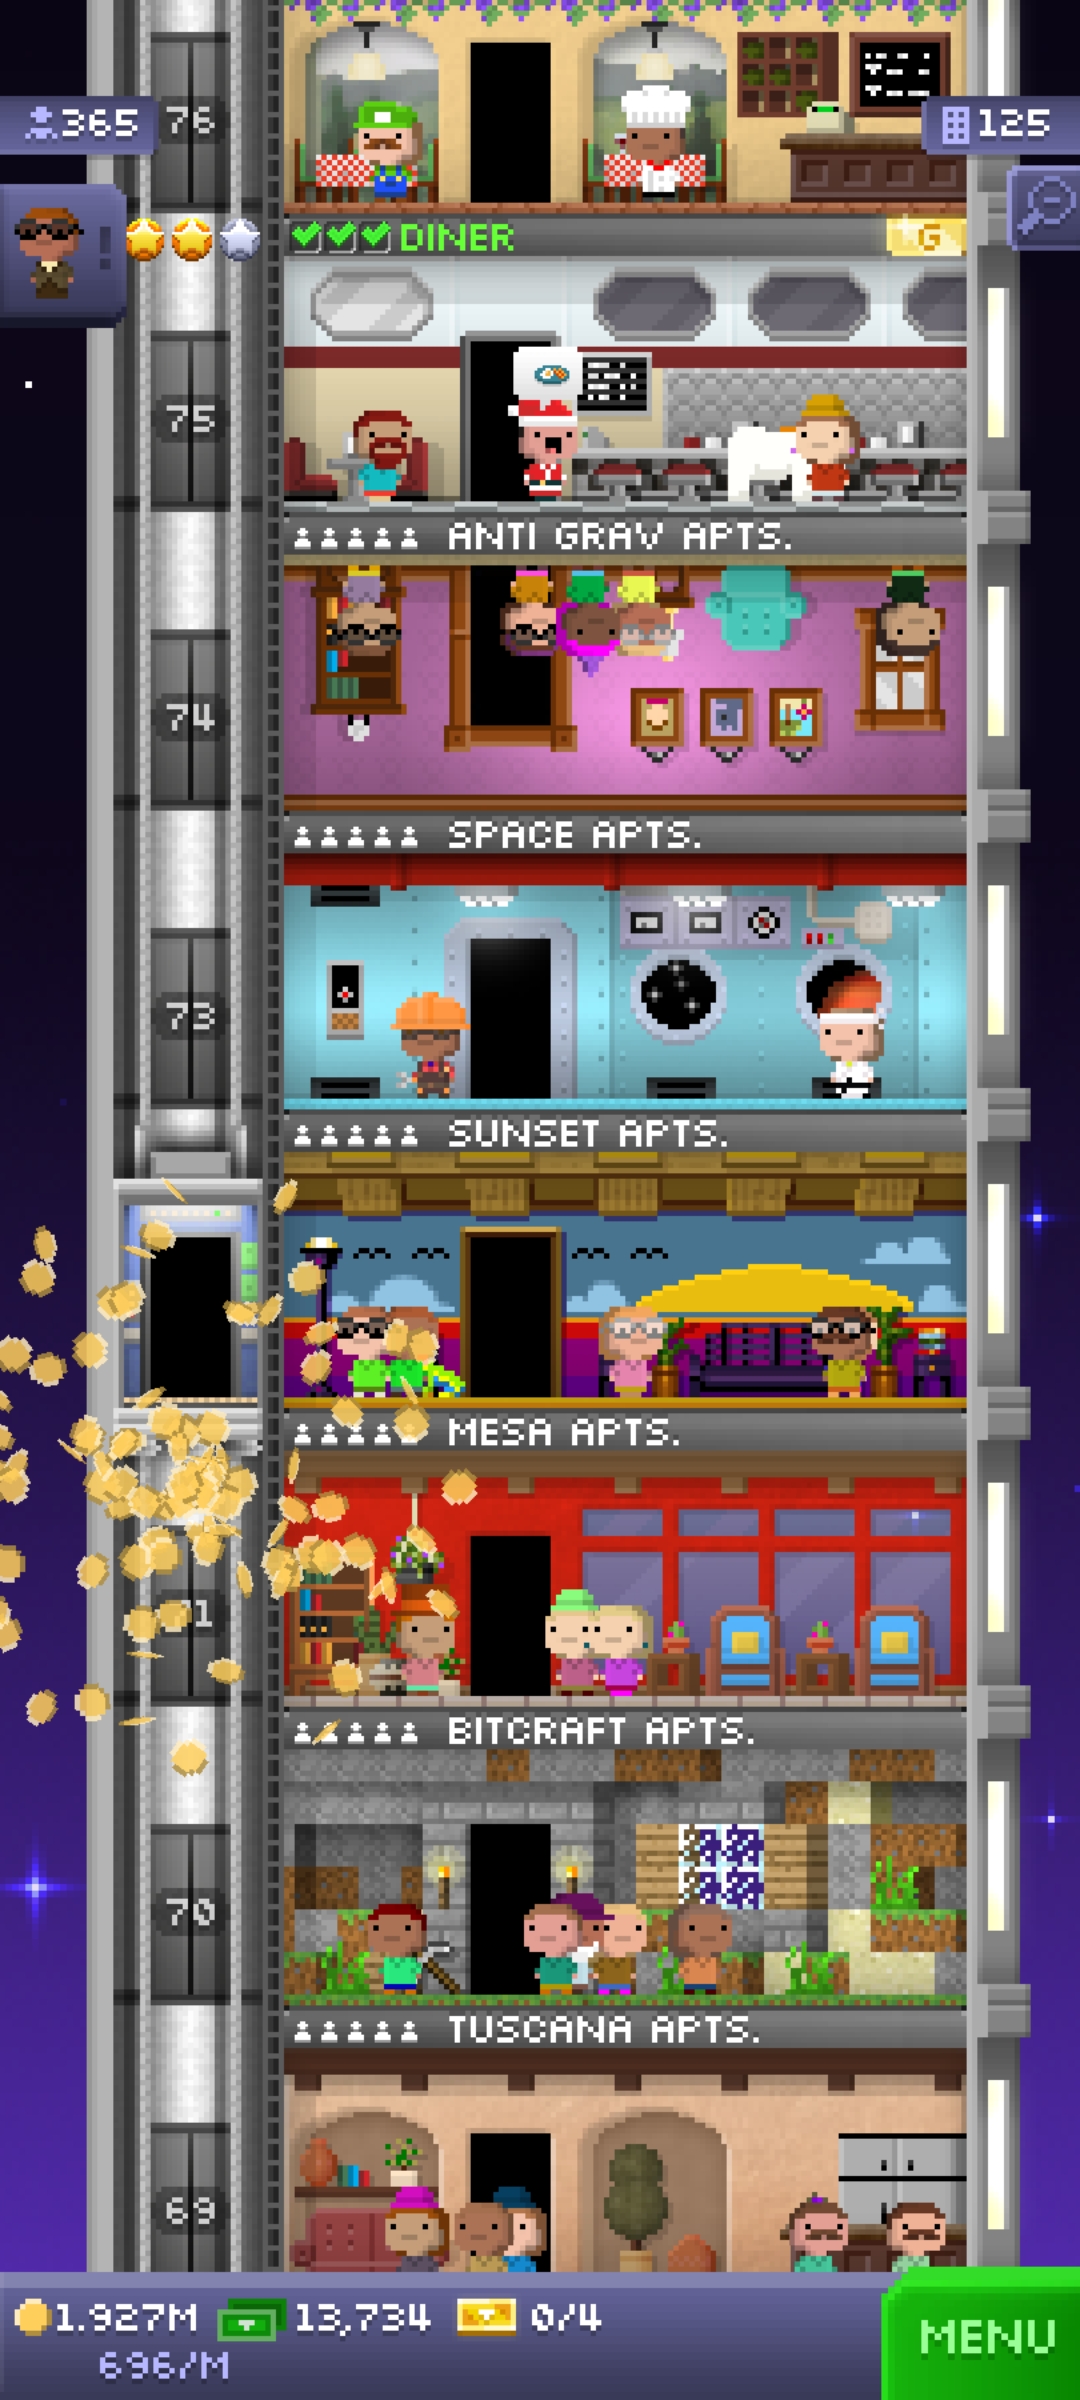 76
365
125
DINER
G
75
ANTI GRAV APTS.
74
SPACE APTS.
73
SUNSET APTS.
MESA APTS.
71
BITCRAFT APTS.
70
TUSCANA APTS.
69
1.927M 13,734 0/4
696/M
MENU